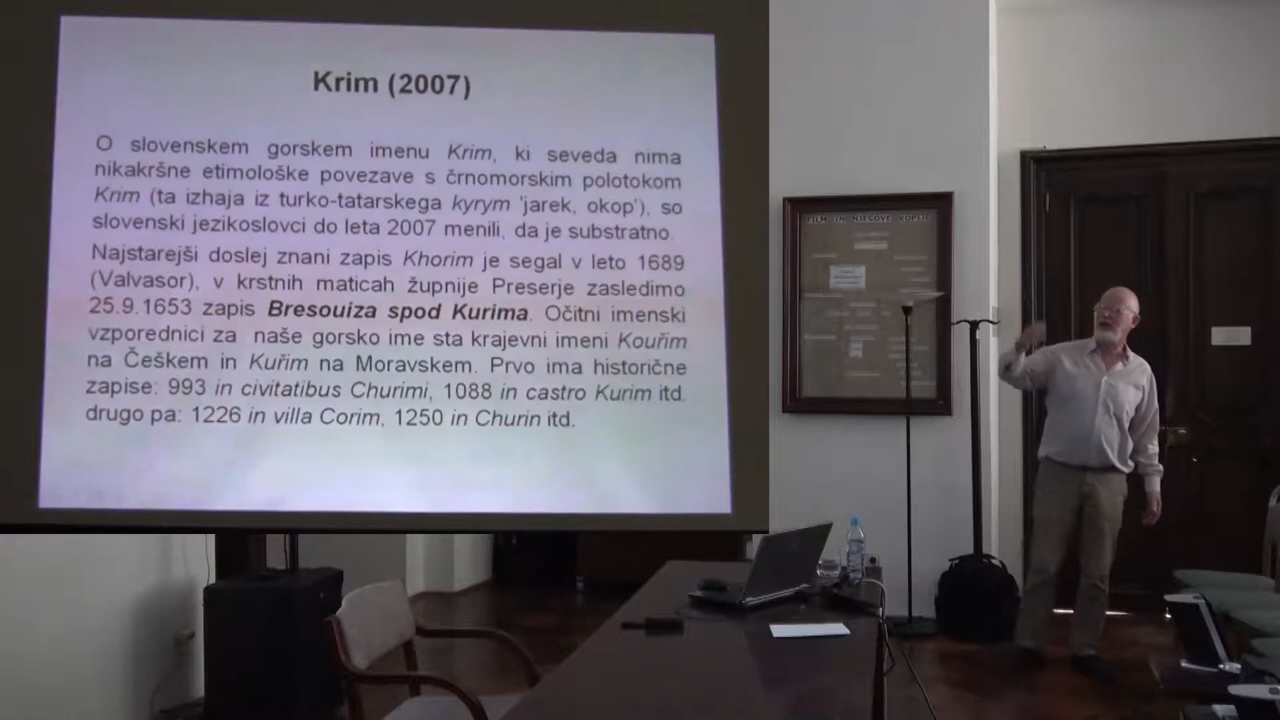 Krim (2007)
O slovenskem gorskem imenu Krim, ki seveda nima
nikakršne etimološke povezave s črnomorskim polotokom
Krim (ta izhaja iz turko-tatarskega kyrym 'jarek, okop'), so
slovenski jezikoslovci do leta 2007 menili, da je substratno.
Najstarejši doslej znani zapis Khorim je segal v leto 1689
(Valvasor), v krstnih maticah župnije Preserje zasledimo
25.9.1653 zapis Bresouiza spod Kurima. Očitni imenski
vzporednici za naše gorsko ime sta krajevni imeni Kouřim
na Češkem in Kuřim na Moravskem. Prvo ima historične
zapise: 993 in civitatibus Churimi, 1088 in castro Kurim itd.
drugo pa: 1226 in villa Corim, 1250 in Churin itd.
FILM IN NJEGOVE KOPIJE